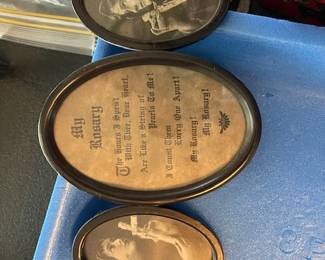 My
Rosary
The Hours I Spent
With Thee, Dear Heart,
Are Like a String of
Pearls To Me!
I Count Them
Every One Apart!
My Rosary!
My Rosary!